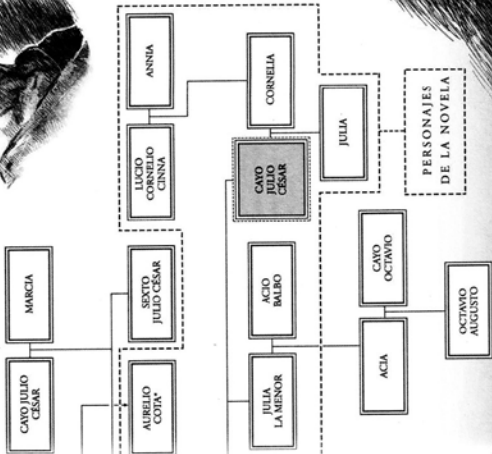 CAYO JULIO
CÉSAR
MARCIA
AURELIO
COTA*
SEXTO
JULIO CÉSAR
LUCIO
CORNELIO
CINNA
ANNIA
JULIA
LA MENOR
ACIO
BALBO
CAYO
JULIO
CÉSAR
CORNELIA
JULIA
ACIA
CAYO
OCTAVIO
PERSONAJES
DE LA NOVELA
OCTAVIO
AUGUSTO